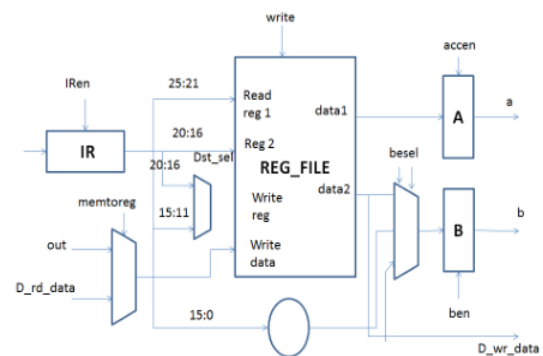 write
accen
IRen
25:21
Read
reg 1
data1
A
a
20:16
IR
Reg 2
Dst_sel
REG_FILE
besel
20:16
data2
memtoreg
Write
reg
15:11
B
b
out
Write
data
D_rd_data
15:0
ben
D_wr_data